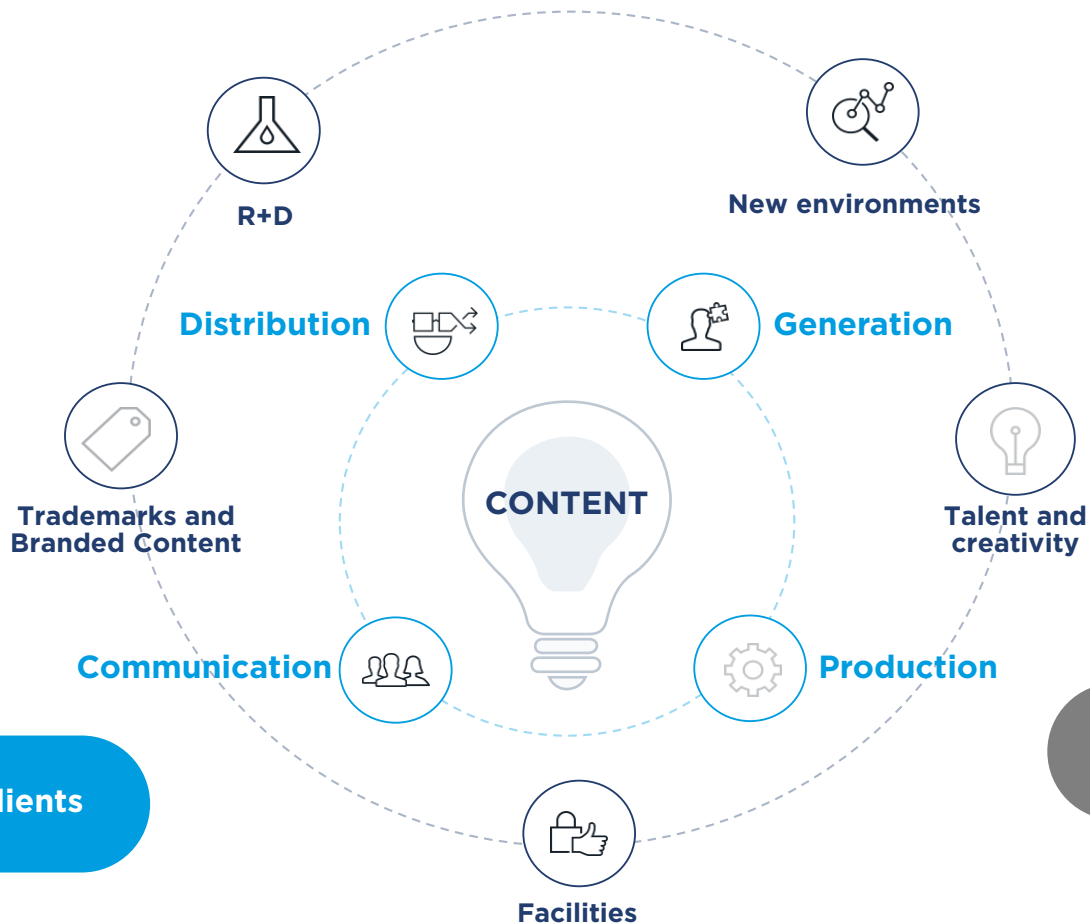 R+D
New environments
Distribution
Generation
CONTENT
Trademarks and
Branded Content
Talent and
creativity
Communication
Production
lients
Facilities